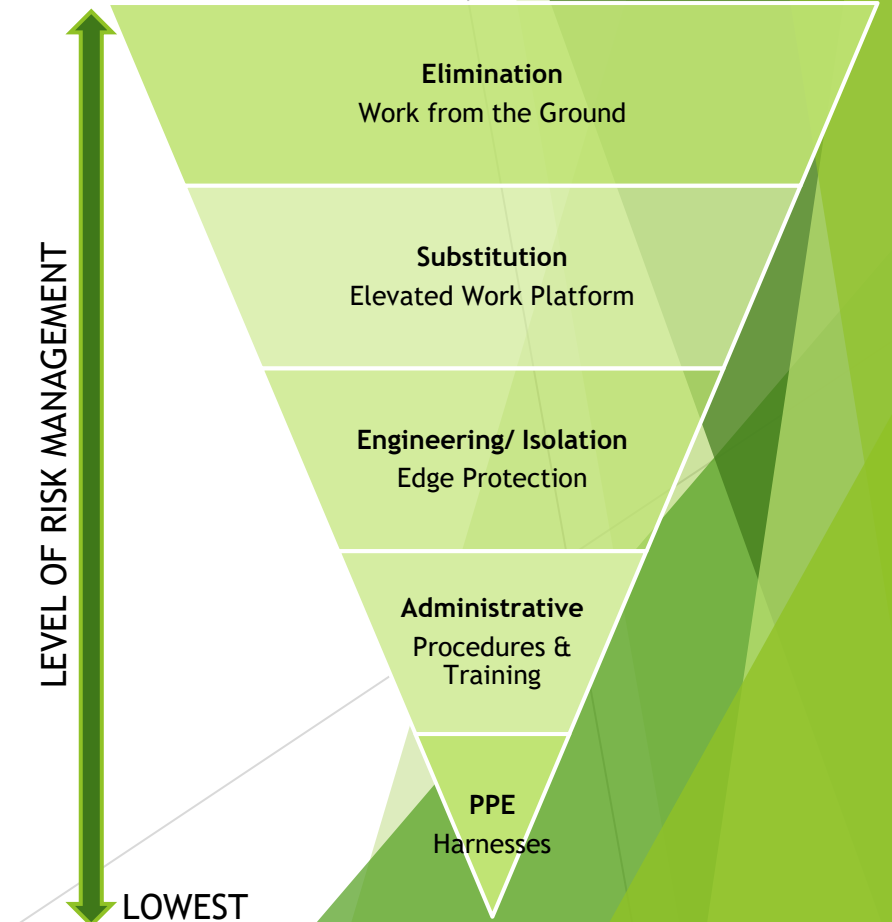 Elimination
Work from the Ground
Substitution
Elevated Work Platform
Engineering/ Isolation
Edge Protection
Administrative
Procedures &
Training
PPE
Harnesses
LEVEL OF RISK MANAGEMENT
LOWEST